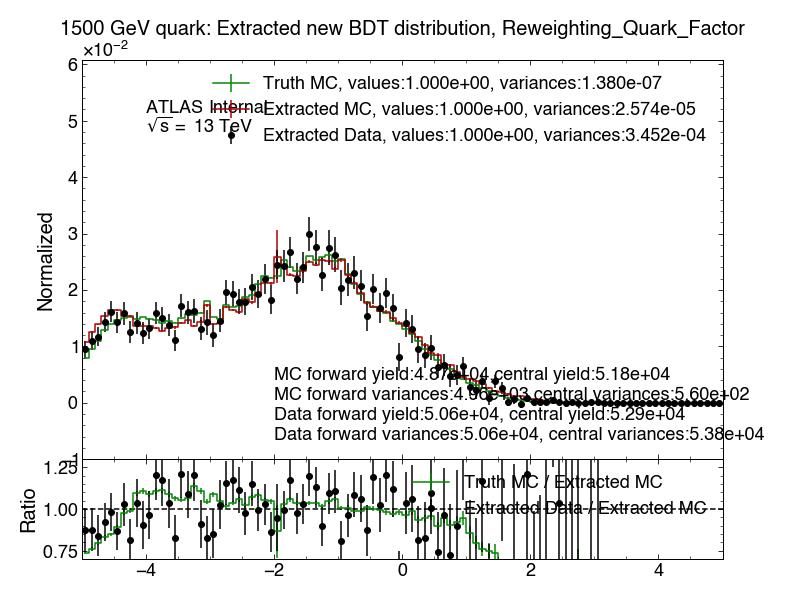 1500 GeV quark: Extracted new BDT distribution, Reweighting_Quark_Factor
×10−2
6
Truth MC, values:1.000e+00, variances:1.380e-07
ATLAS Internal
Extracted MC, values:1.000e+00, variances:2.574e-05
√s = 13 TeV
Extracted Data, values:1.000e+00, variances:3.452e-04
5
4
3
2
1
0
Normalized
MC forward yield:4.87e+04 central yield:5.18e+04
MC forward variances:4.96e+03 central variances:5.60e+02
Data forward yield:5.06e+04, central yield:5.29e+04
Data forward variances:5.06e+04, central variances:5.38e+04
1
1.25
1.00
0.75
Ratio
Truth MC / Extracted MC
Extracted Data / Extracted MC
−4 −2 0 2 4